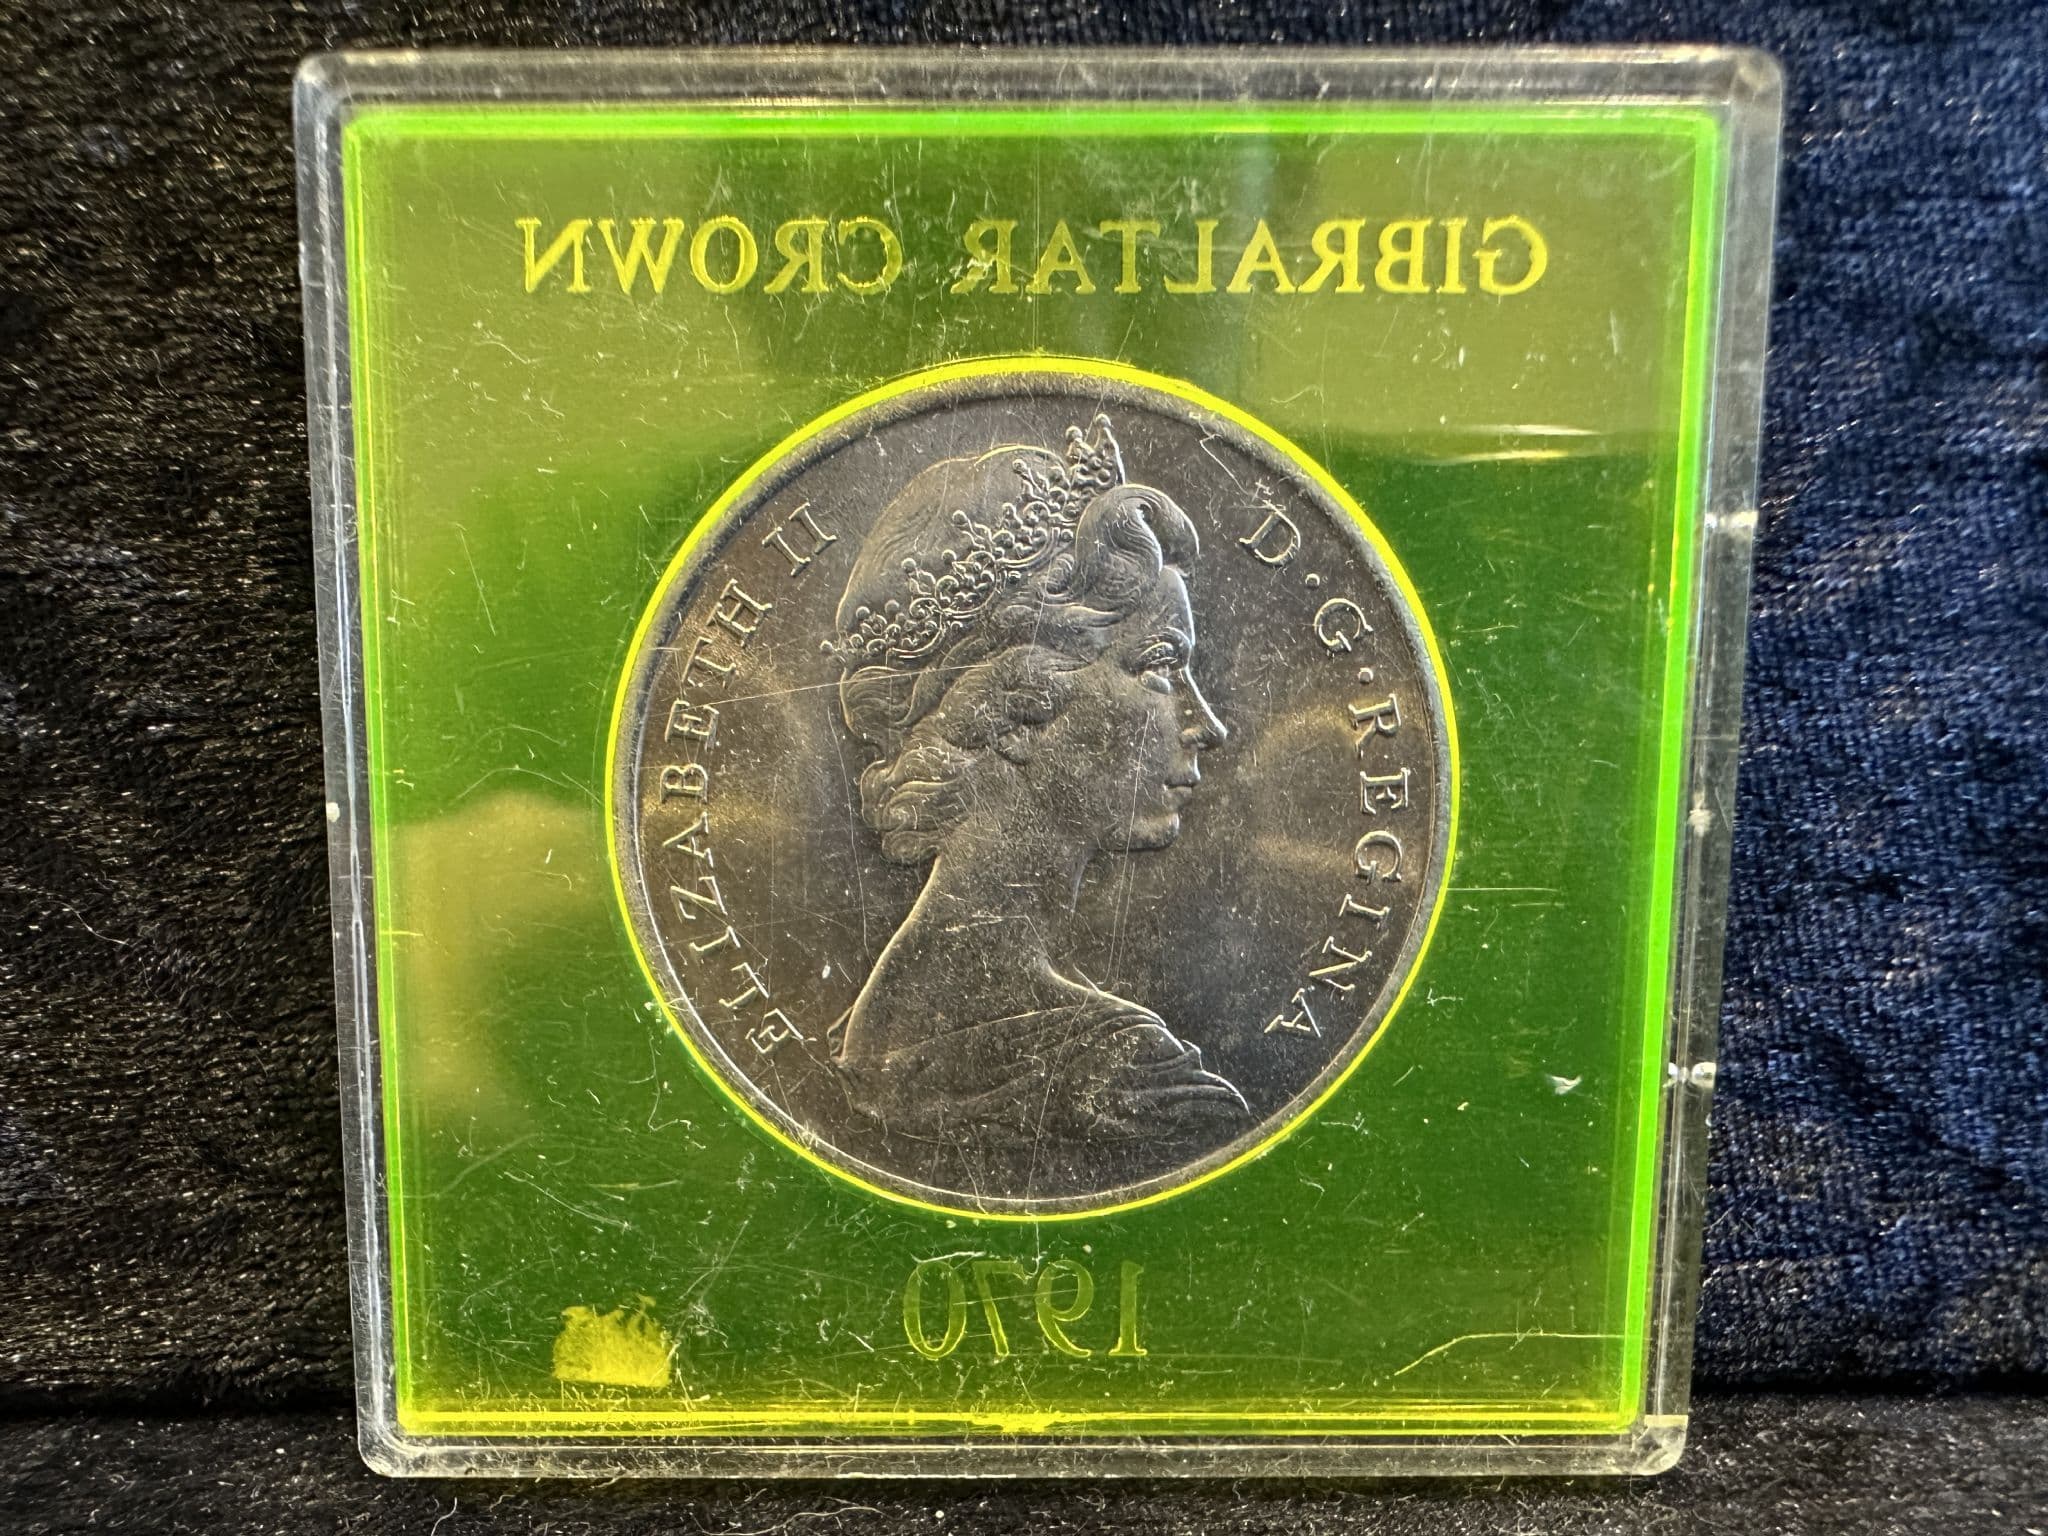 GIBRALTAR CROWN
ELIZABETH II D·G·REGINA
1970